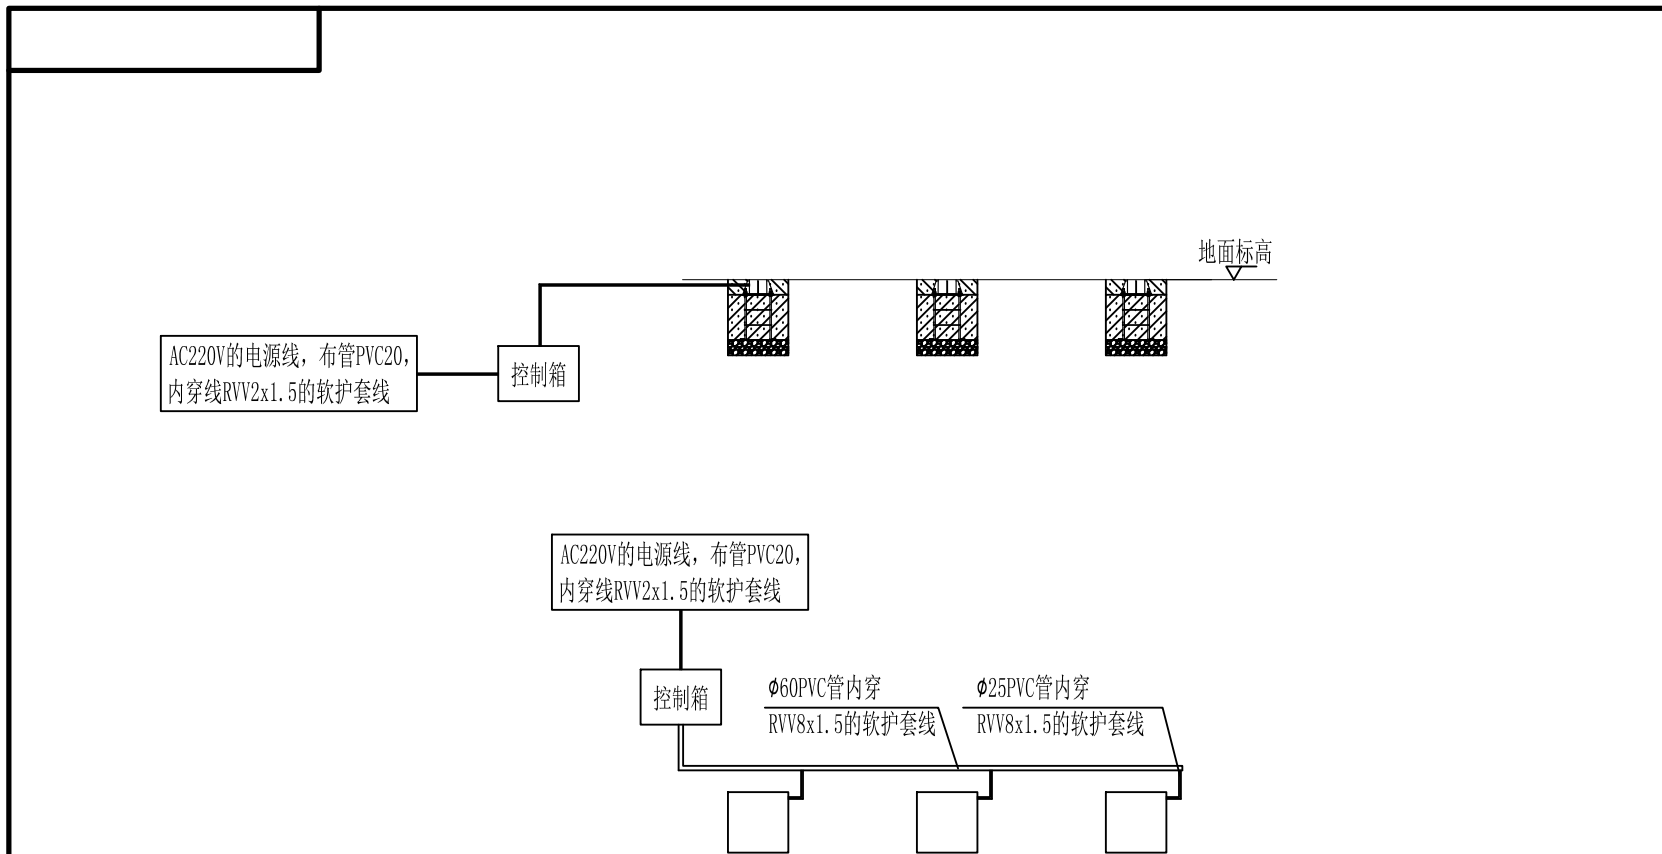 地面标高
AC220V的电源线，布管PVC20，
内穿线RVV2x1.5的软护套线
控制箱
AC220V的电源线，布管PVC20，
内穿线RVV2x1.5的软护套线
控制箱
ϕ60PVC管内穿
RVV8x1.5的软护套线
ϕ25PVC管内穿
RVV8x1.5的软护套线